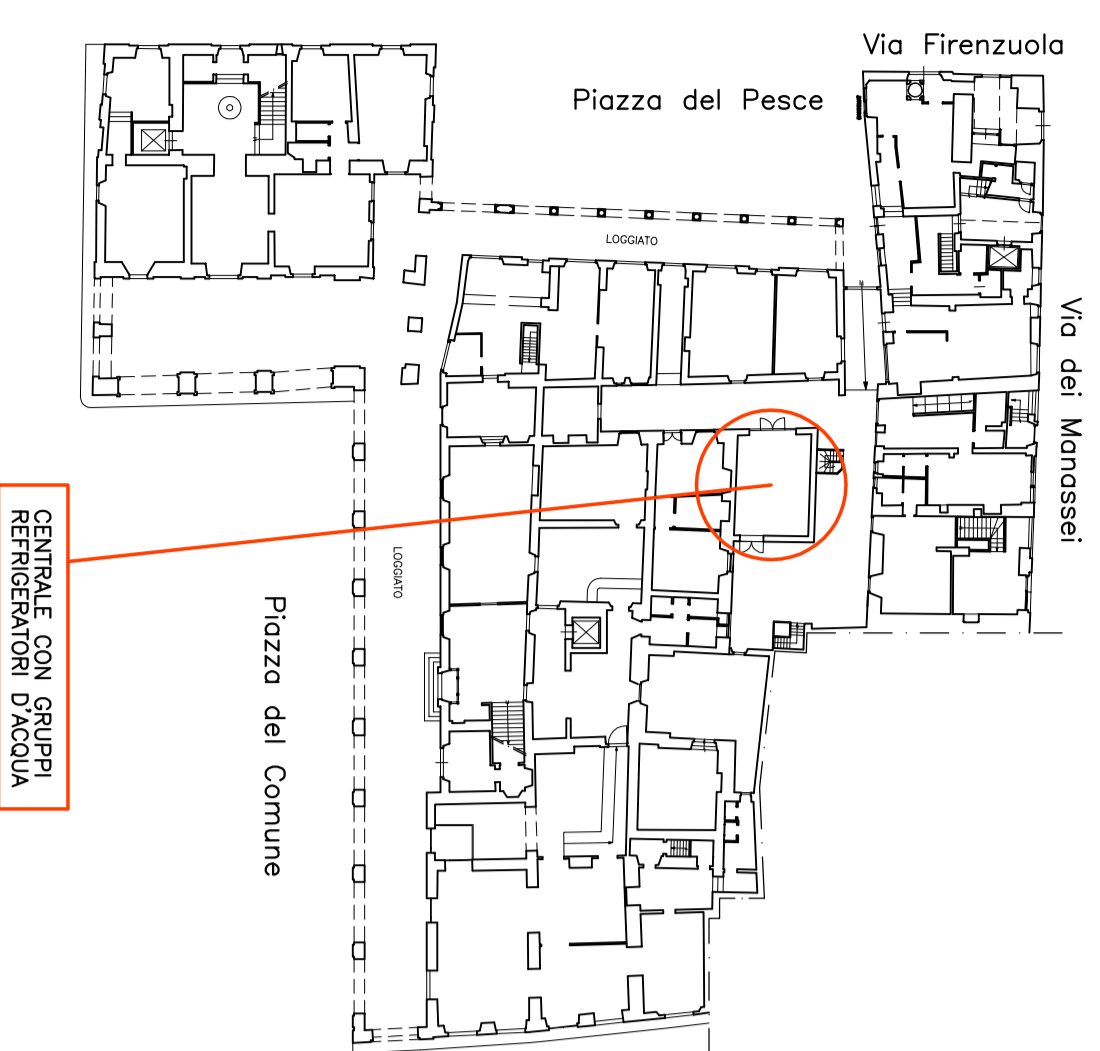 Via Firenzuola
Piazza del Pesce
LOGGIATO
Via dei Manassei
LOGGIATO
Piazza del Comune
CENTRALE CON GRUPPI
REFRIGERATORI D'ACQUA